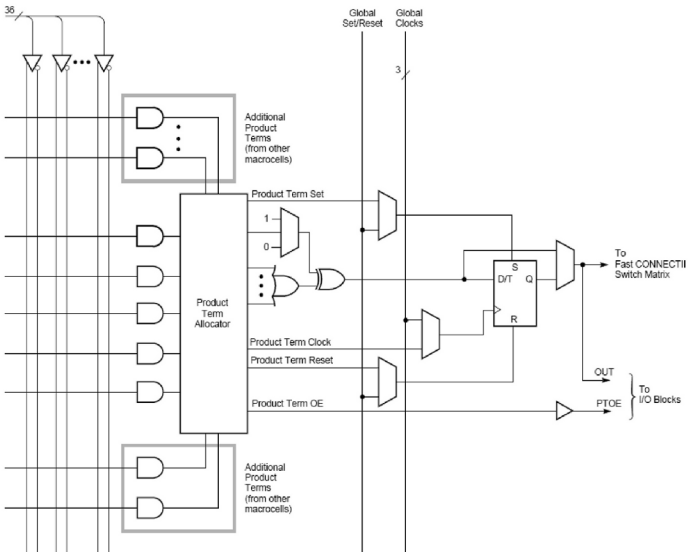 36
Global
Set/Reset
Global
Clocks
3
Additional
Product
Terms
(from other
macrocells)
Product Term Set
1
0
Product
Term
Allocator
S
D/T Q
R
To
Fast CONNECTII
Switch Matrix
Product Term Clock
Product Term Reset
Product Term OE
OUT
PTOE
To
I/O Blocks
Additional
Product
Terms
(from other
macrocells)